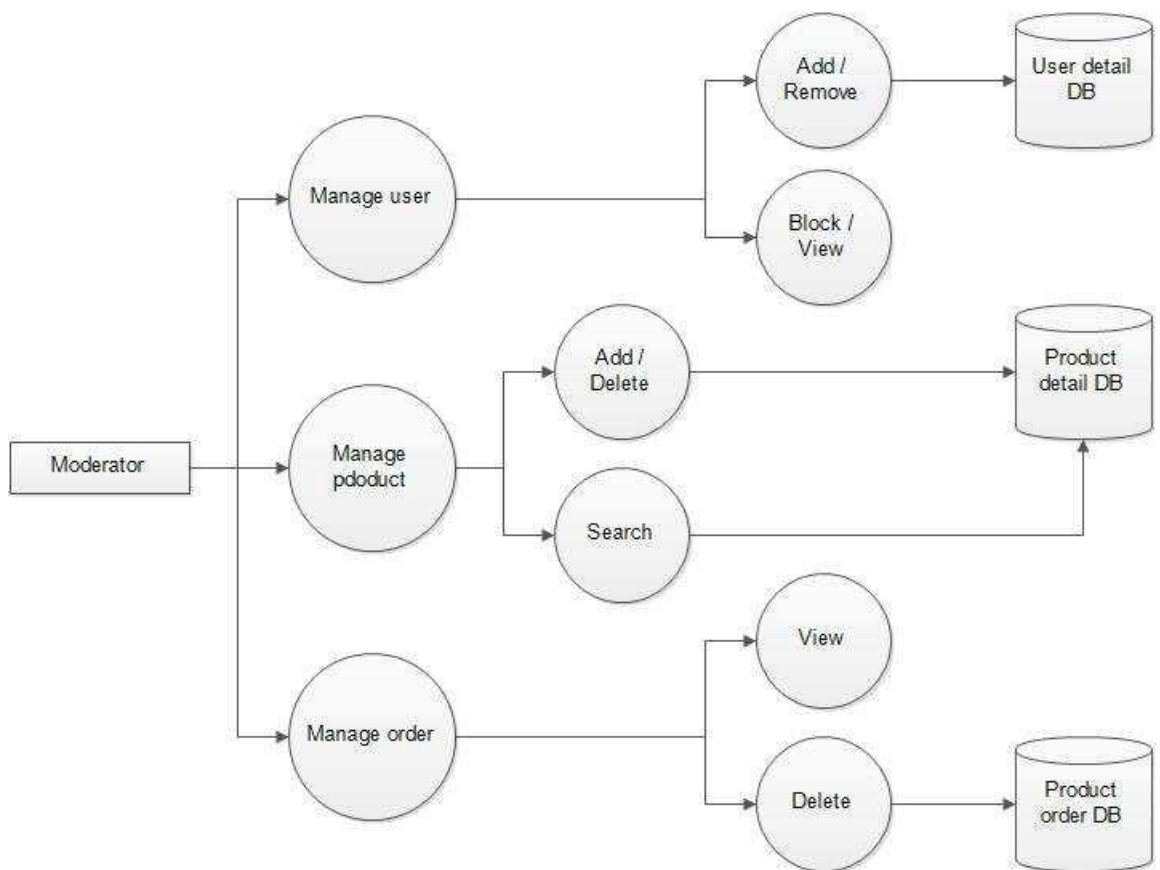 Add /
Remove
User detail
DB
Manage user
Block /
View
Add /
Delete
Product
detail DB
Moderator
Manage
pdoduct
Search
View
Manage order
Delete
Product
order DB